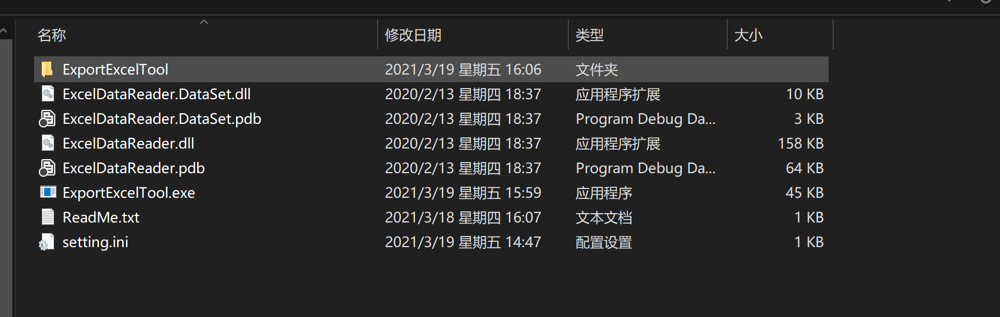 名称 修改日期 类型 大小
ExportExcelTool 2021/3/19 星期五 16:06 文件夹
ExcelDataReader.DataSet.dll 2020/2/13 星期四 18:37 应用程序扩展 10 KB
ExcelDataReader.DataSet.pdb 2020/2/13 星期四 18:37 Program Debug Da... 3 KB
ExcelDataReader.dll 2020/2/13 星期四 18:37 应用程序扩展 158 KB
ExcelDataReader.pdb 2020/2/13 星期四 18:37 Program Debug Da... 64 KB
ExportExcelTool.exe 2021/3/19 星期五 15:59 应用程序 45 KB
ReadMe.txt 2021/3/18 星期四 16:07 文本文档 1 KB
setting.ini 2021/3/19 星期五 14:47 配置设置 1 KB